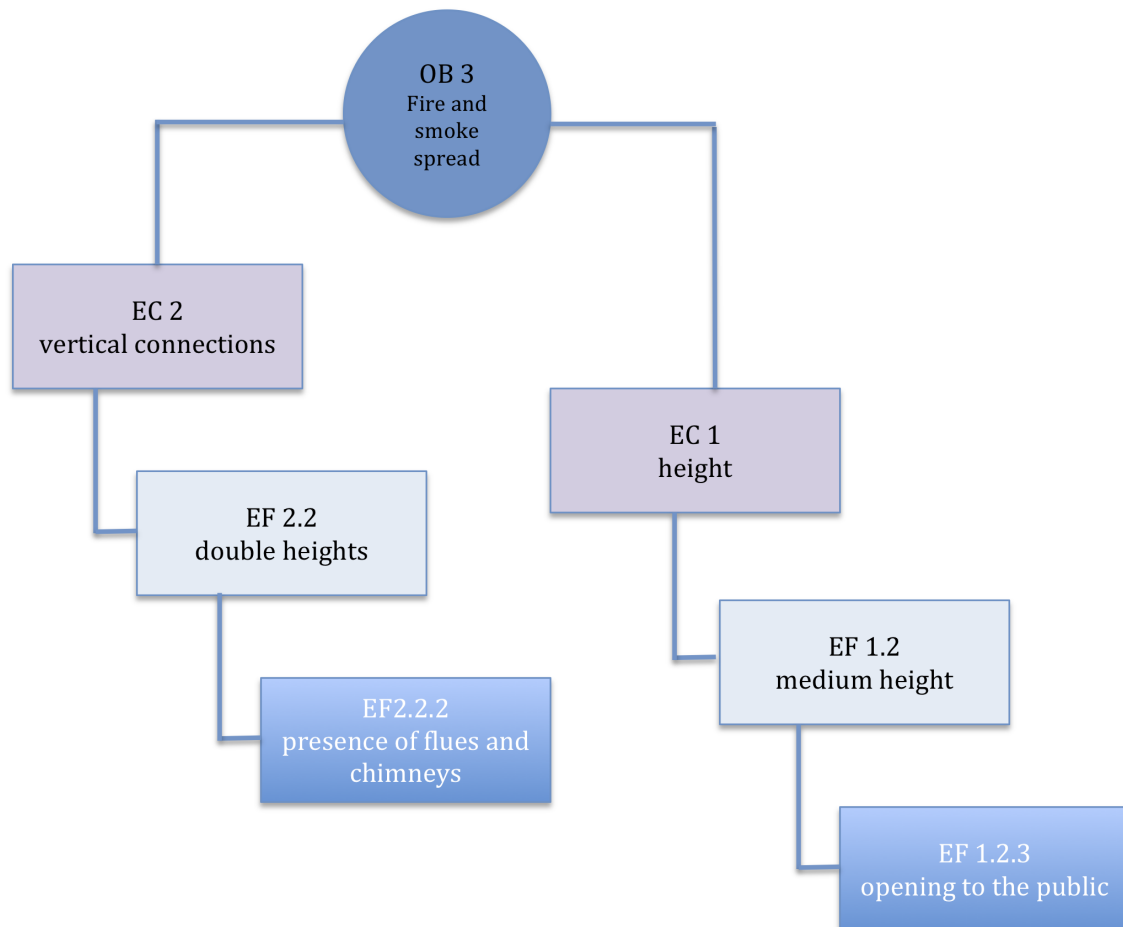 OB 3
Fire and
smoke
spread
EC 2
vertical connections
EC 1
height
EF 2.2
double heights
EF 1.2
medium height
EF2.2.2
presence of flues and
chimneys
EF 1.2.3
opening to the public